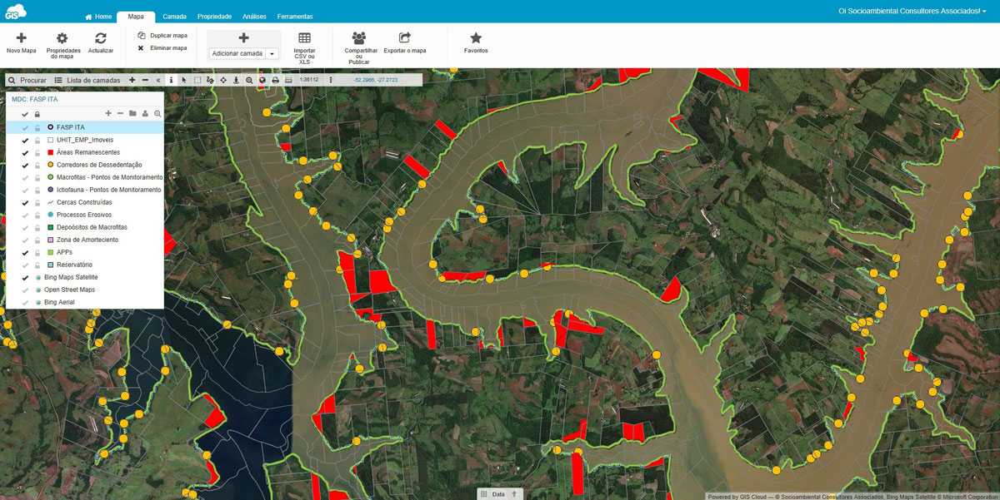 GIS
Home
Mapa
Camada
Propriedade
Análises
Ferramentas
Oi Socioambiental Consultores Associados!
Novo Mapa
Propriedades
do mapa
Actualizar
Duplicar mapa
Eliminar mapa
Adicionar camada
Importar
CSV ou
XLS
Compartilhar
ou
Publicar
Exportar o mapa
Favoritos
Procurar
Lista de camadas
1:36112
-52.2966, -27.2723
MDC: FASP ITA
FASP ITA
UHIT_EMP_Imoveis
Áreas Remanescentes
Corredores de Dessedentação
Macrofitas - Pontos de Monitoramento
Ictiofauna - Pontos de Monitoramento
Cercas Construídas
Processos Erosivos
Depoósitos de Macrofitas
Zona de Amorteciento
APPs
Reservatório
Bing Maps Satellite
Open Street Maps
Bing Aerial
Data
Powered by GIS Cloud — © Socioambiental Consultores Associados, Bing Maps Satellite © Microsoft Corporation